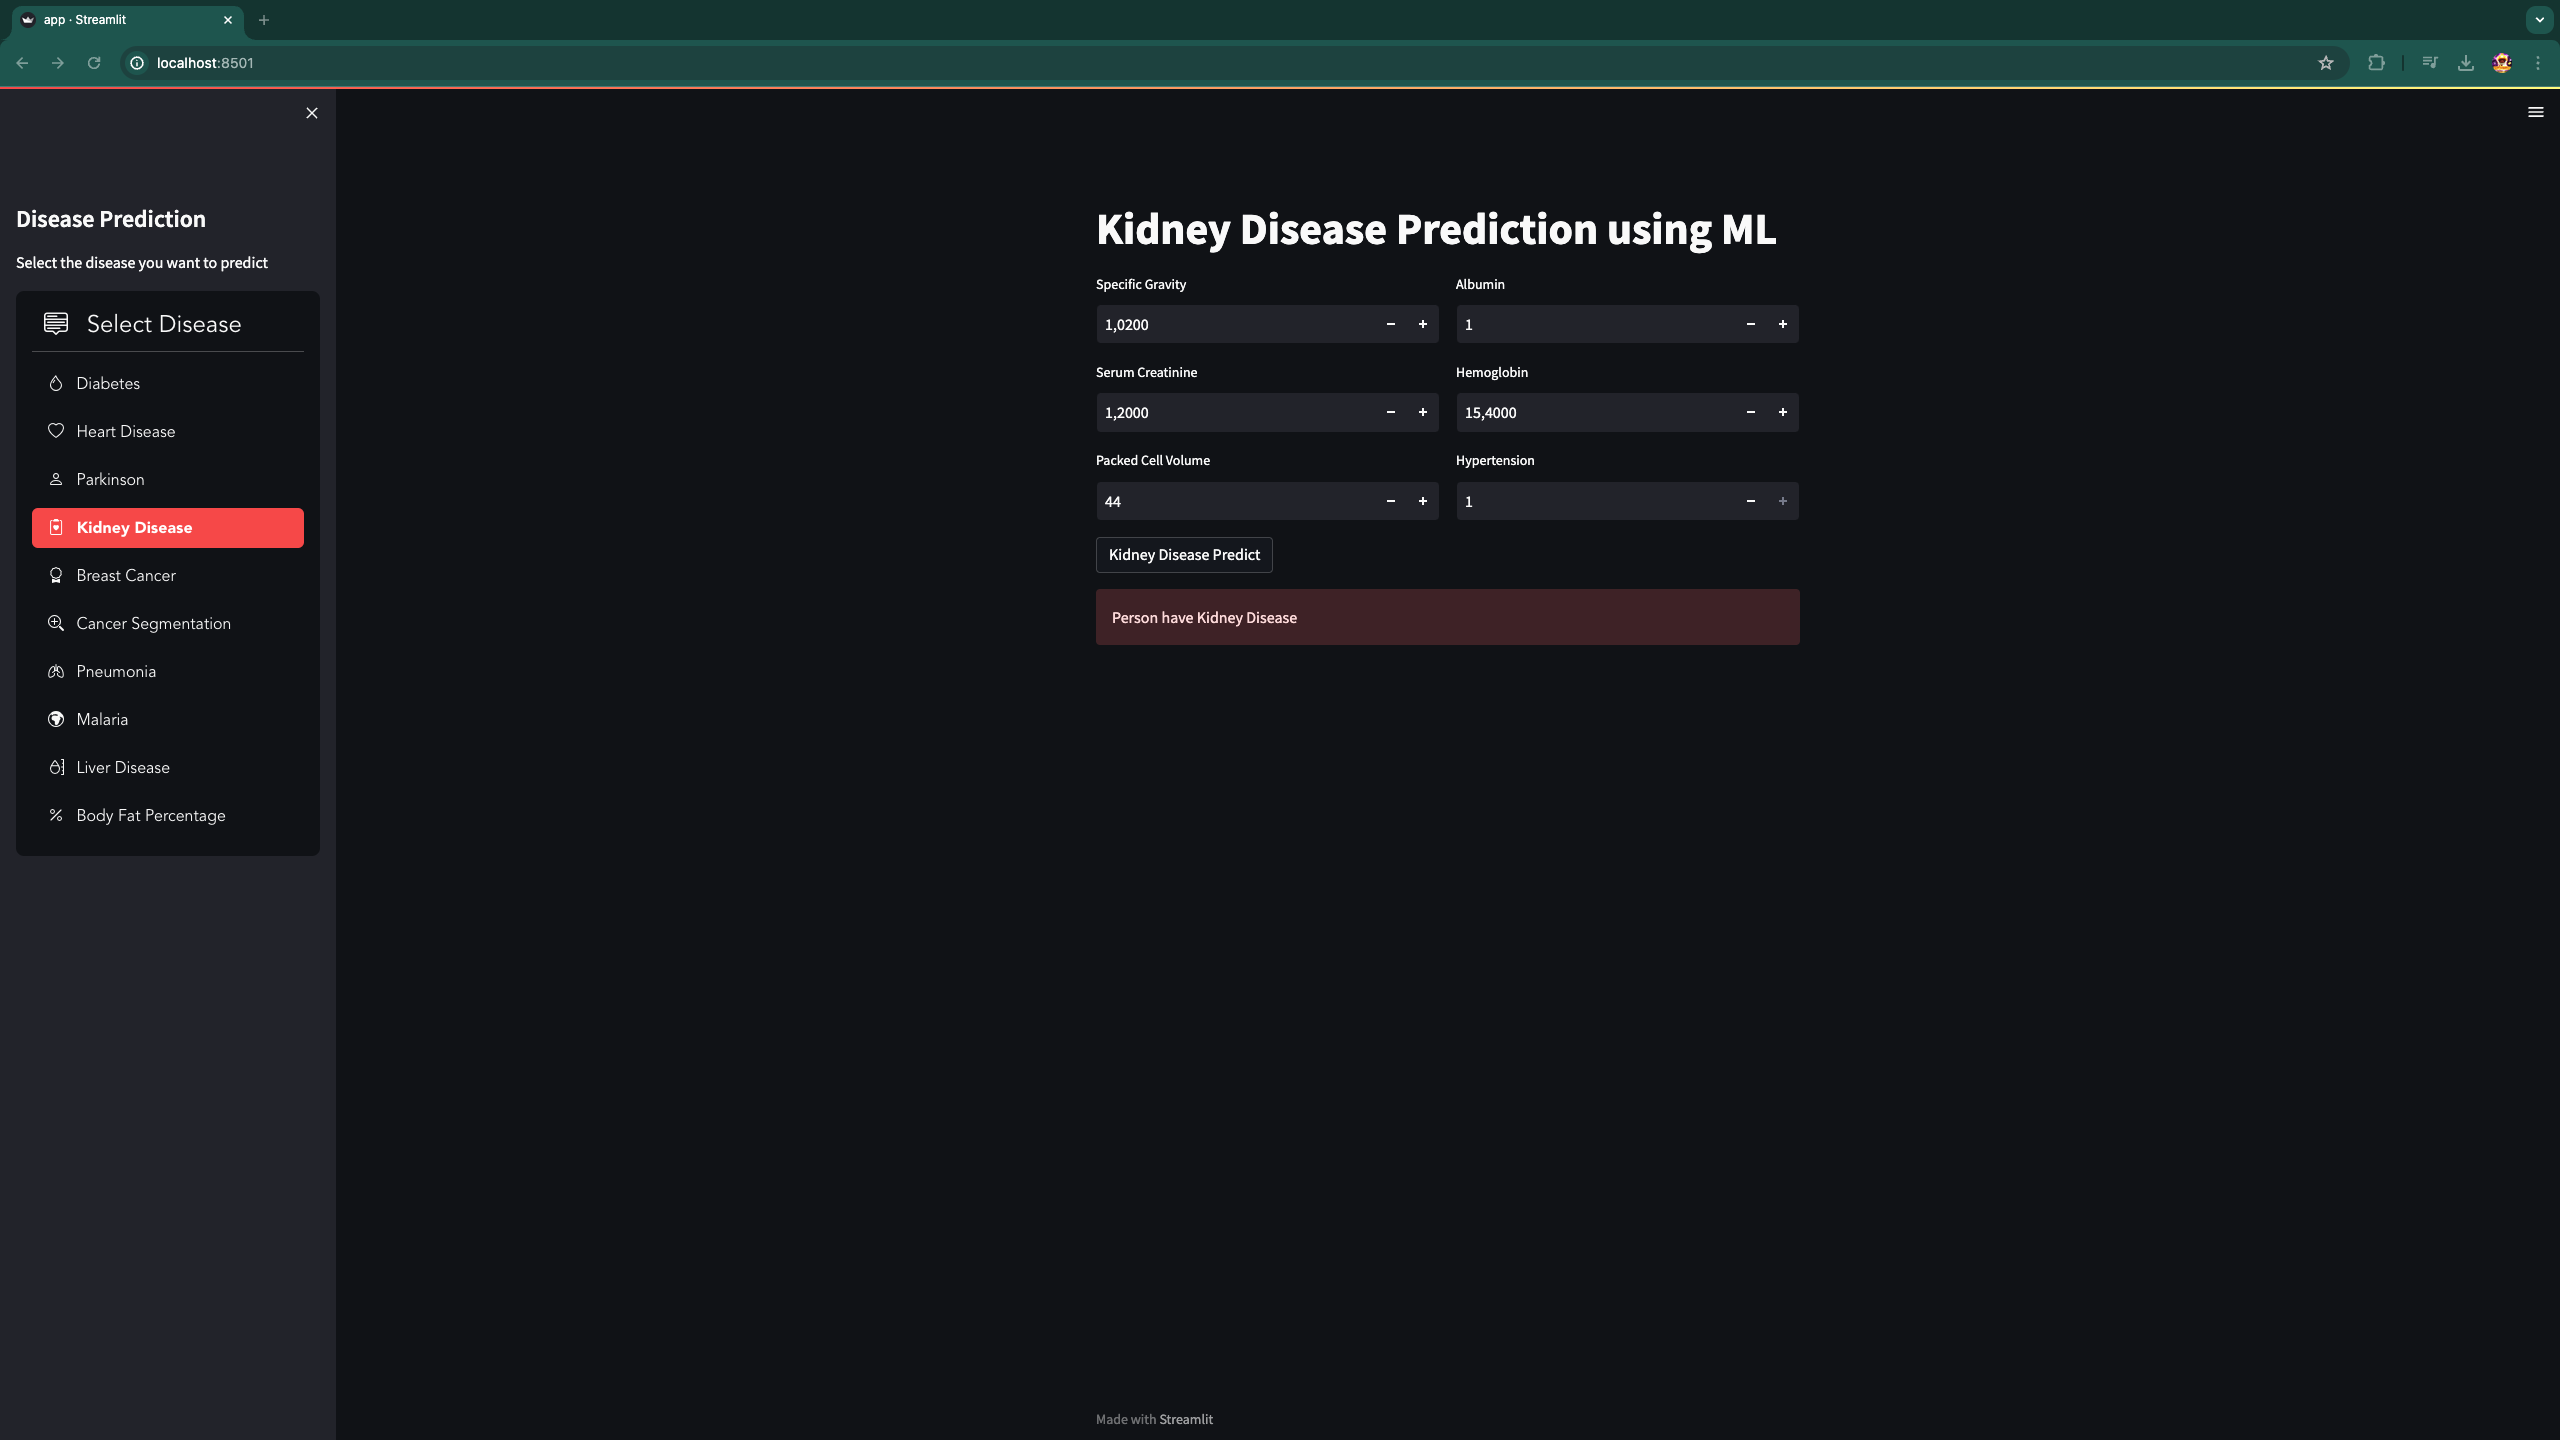 app · Streamlit
localhost:8501
Disease Prediction
Select the disease you want to predict
Select Disease
Diabetes
Heart Disease
Parkinson
Kidney Disease
Breast Cancer
Cancer Segmentation
Pneumonia
Malaria
Liver Disease
Body Fat Percentage
Kidney Disease Prediction using ML
Specific Gravity Albumin
1,0200 1
Serum Creatinine Hemoglobin
1,2000 15,4000
Packed Cell Volume Hypertension
44 1
Kidney Disease Predict
Person have Kidney Disease
Made with Streamlit